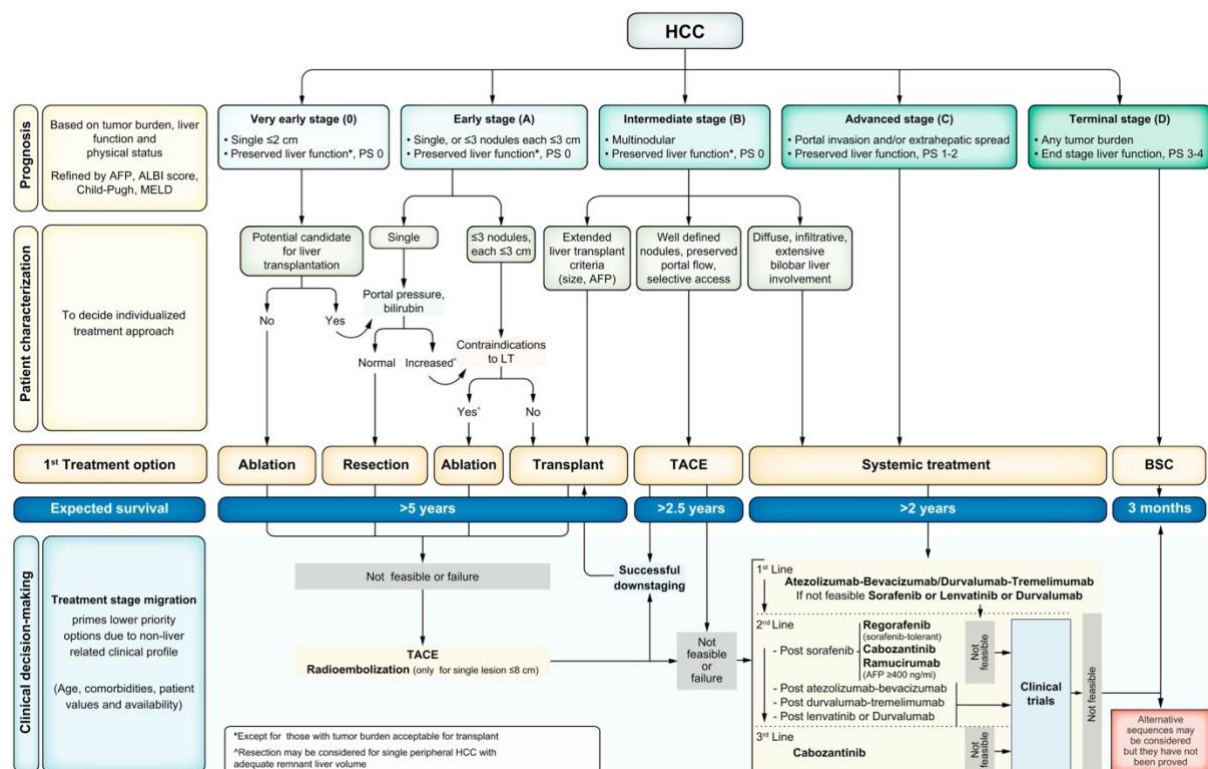 HCC
Prognosis
Based on tumor burden, liver
function and
physical status
Refined by AFP, ALBI score,
Child-Pugh, MELD
Very early stage (0)
• Single ≤2 cm
• Preserved liver function*, PS 0
Early stage (A)
• Single, or ≤3 nodules each ≤3 cm
• Preserved liver function*, PS 0
Intermediate stage (B)
• Multinodular
• Preserved liver function*, PS 0
Advanced stage (C)
• Portal invasion and/or extrahepatic spread
• Preserved liver function, PS 1-2
Terminal stage (D)
• Any tumor burden
• End stage liver function, PS 3-4
Patient characterization
To decide individualized
treatment approach
Potential candidate
for liver
transplantation
Single
≤3 nodules,
each ≤3 cm
Extended
liver transplant
criteria
(size, AFP)
Well defined
nodules, preserved
portal flow,
selective access
Diffuse, infiltrative,
extensive
bilobar liver
involvement
No
Yes
Portal pressure,
bilirubin
Normal
Increased^
Contraindications
to LT
Yes^
No
1st Treatment option
Ablation
Resection
Ablation
Transplant
TACE
Systemic treatment
BSC
Expected survival
>5 years
>2.5 years
>2 years
3 months
Clinical decision-making
Treatment stage migration
primes lower priority
options due to non-liver
related clinical profile
(Age, comorbidities, patient
values and availability)
Not feasible or failure
Successful
downstaging
TACE
Radioembolization (only for single lesion ≤8 cm)
Not
feasible
or
failure
1st Line
Atezolizumab-Bevacizumab/Durvalumab-Tremelimumab
If not feasible Sorafenib or Lenvatinib or Durvalumab
2nd Line
- Post sorafenib
Regorafenib
(sorafenib-tolerant)
Cabozantinib
Ramucirumab
(AFP ≥400 ng/ml)
Not
feasible
- Post atezolizumab-bevacizumab
- Post durvalumab-tremelimumab
- Post lenvatinib or Durvalumab
Clinical
trials
Not feasible
3rd Line
Cabozantinib
Not
feasible
Alternative
sequences may
be considered
but they have not
been proved
*Except for those with tumor burden acceptable for transplant
^Resection may be considered for single peripheral HCC with
adequate remnant liver volume